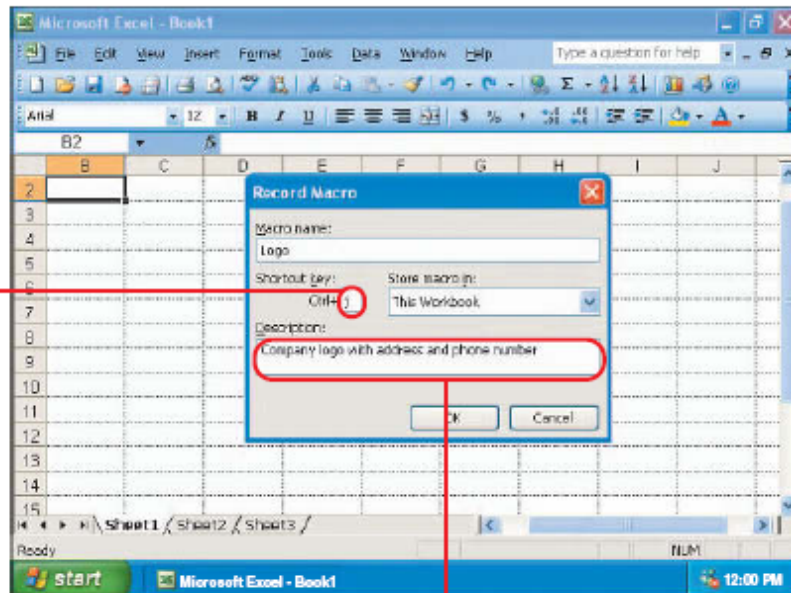 Microsoft Excel - Book1
File Edit View Insert Format Tools Data Window Help Type a question for help
Arial 12 B I U $ % ,
B2 fx
B C D E F G H I J
2
3
4
5
6
7
8
9
10
11
12
13
14
15
Record Macro
Macro name:
Logo
Shortcut key: Store macro in:
Ctrl+ j This Workbook
Description:
Company logo with address and phone number
OK Cancel
Sheet1 / Sheet2 / Sheet3 /
Ready NUM
start Microsoft Excel - Book1 12:00 PM